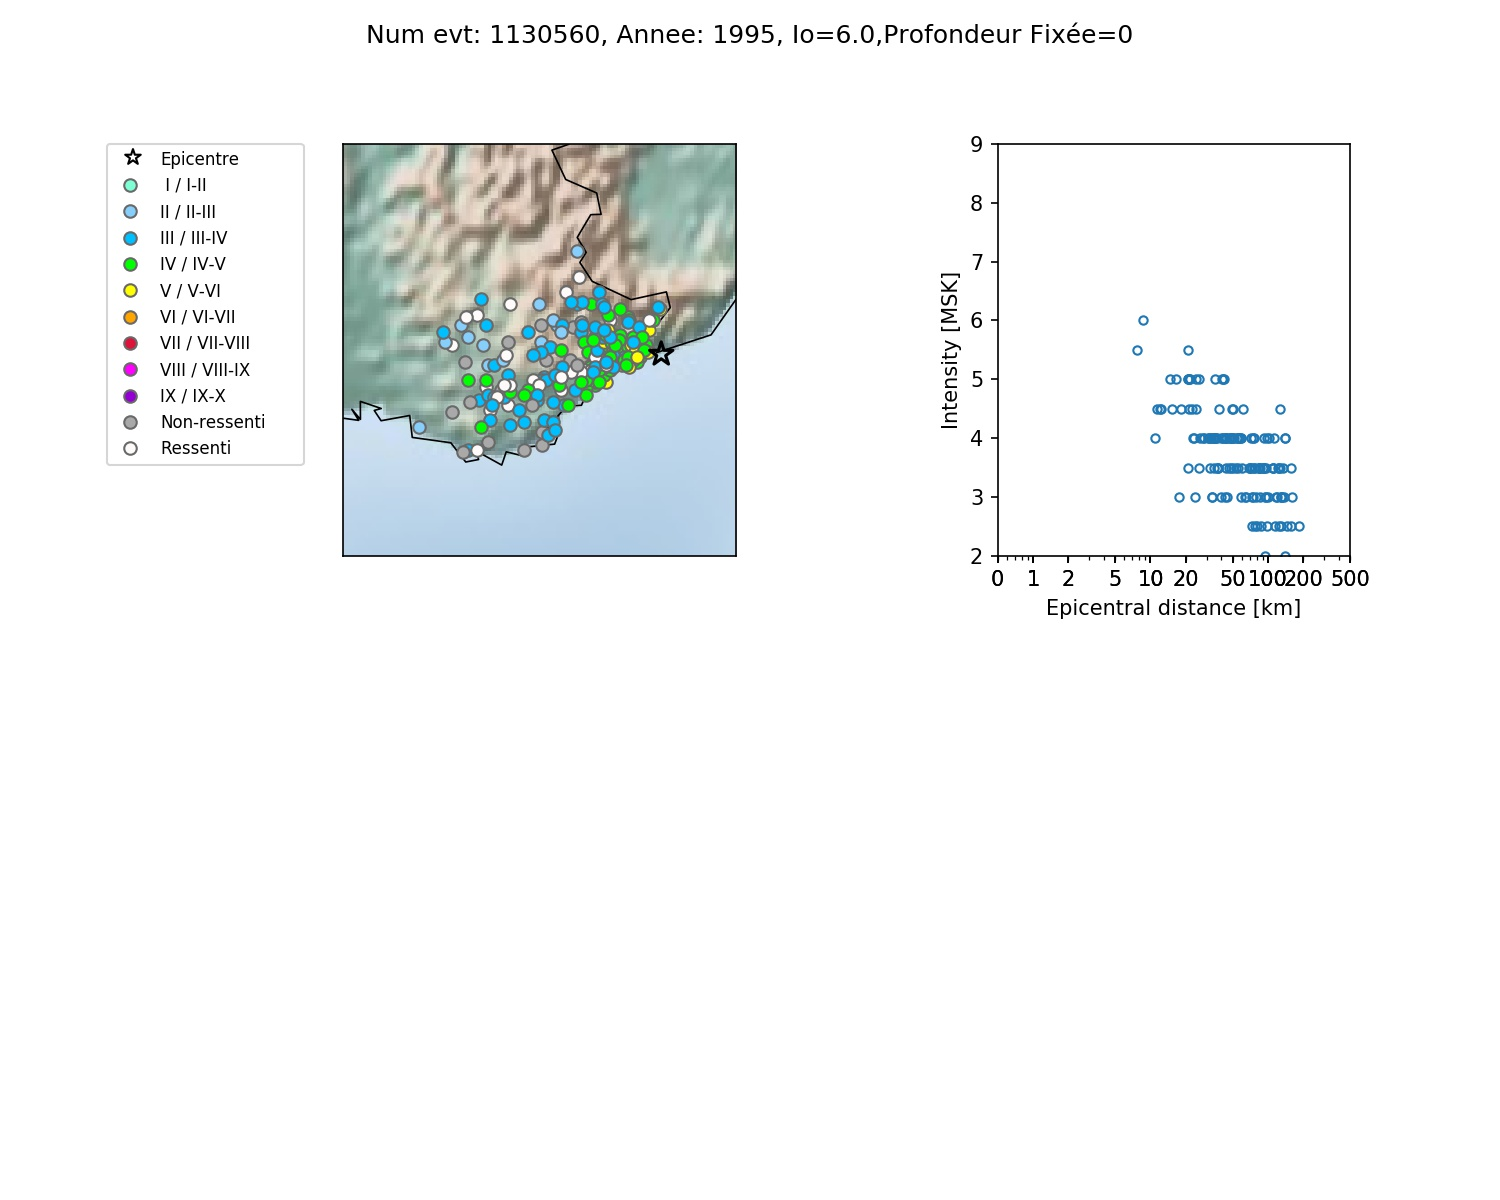 Num evt: 1130560, Annee: 1995, Io=6.0,Profondeur Fixée=0
Epicentre
I / I-II
II / II-III
III / III-IV
IV / IV-V
V / V-VI
VI / VI-VII
VII / VII-VIII
VIII / VIII-IX
IX / IX-X
Non-ressenti
Ressenti
9
8
7
6
5
4
3
2
Intensity [MSK]
0 1 2 5 10 20 50 100 200 500
Epicentral distance [km]